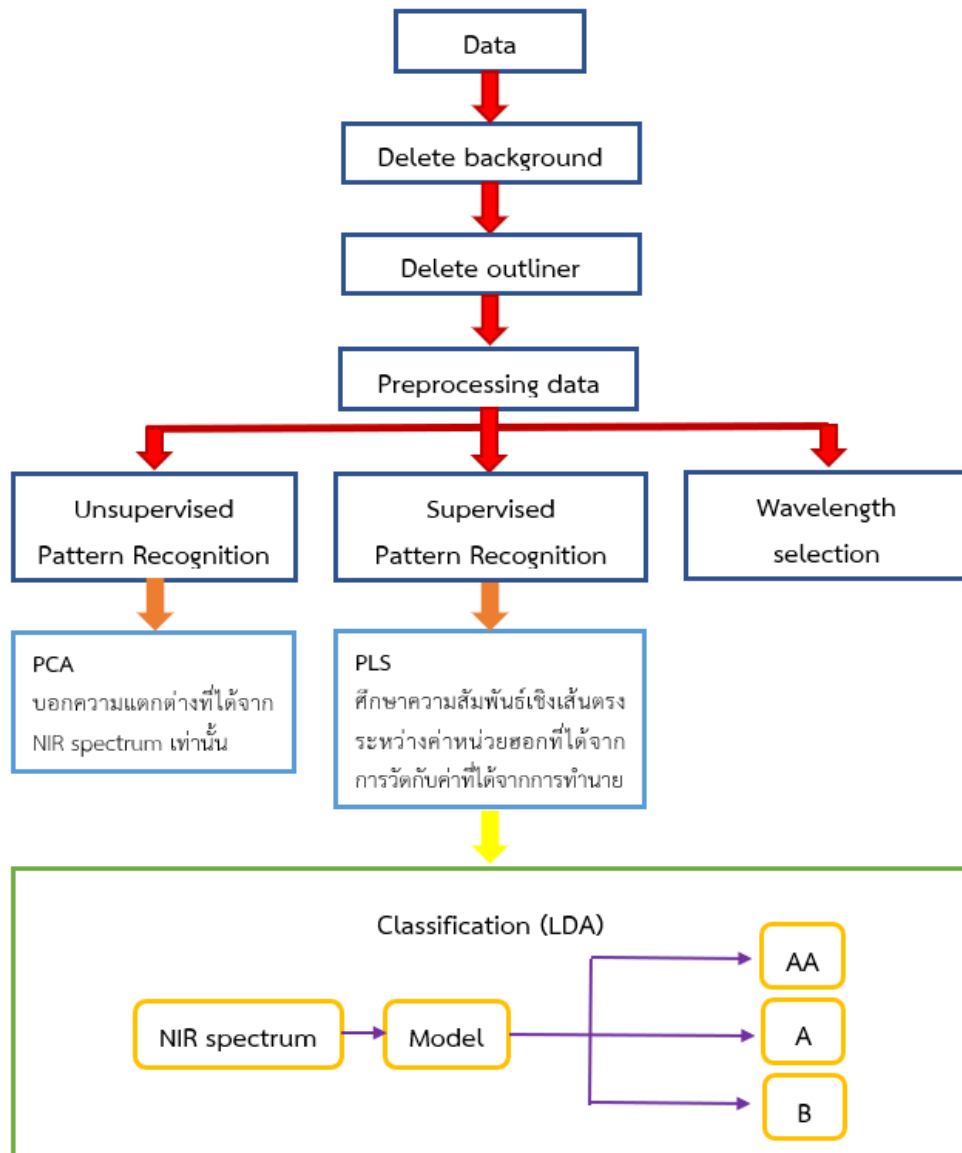 Data
Delete background
Delete outliner
Preprocessing data
Unsupervised
Pattern Recognition
Supervised
Pattern Recognition
Wavelength
selection
PCA
บอกความแตกต่างที่ได้จาก
NIR spectrum เท่านั้น
PLS
ศึกษาความสัมพันธ์เชิงเส้นตรง
ระหว่างค่าหน่วยฮอกที่ได้จาก
การวัดกับค่าที่ได้จากการทำนาย
Classification (LDA)
NIR spectrum
Model
AA
A
B